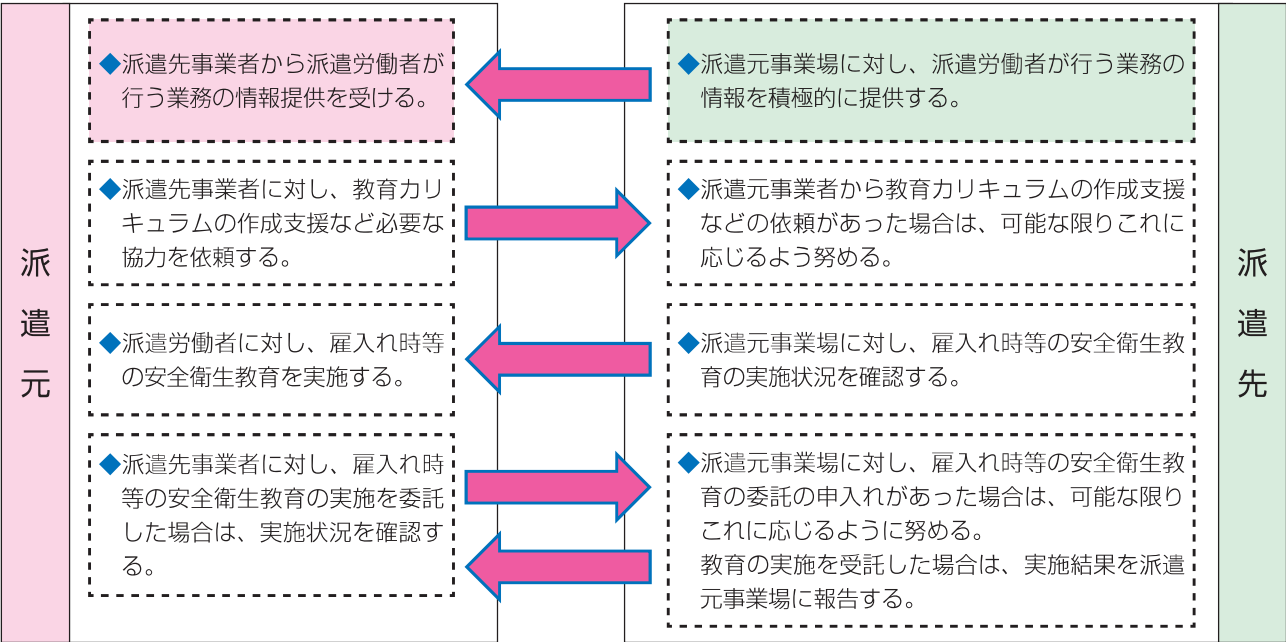 派遣元
◆派遣先事業者から派遣労働者が
行う業務の情報提供を受ける。
◆派遣元事業場に対し、派遣労働者が行う業務の
情報を積極的に提供する。
◆派遣先事業者に対し、教育カリ
キュラムの作成支援など必要な
協力を依頼する。
◆派遣元事業者から教育カリキュラムの作成支援
などの依頼があった場合は、可能な限りこれに
応じるよう努める。
◆派遣労働者に対し、雇入れ時等
の安全衛生教育を実施する。
◆派遣元事業場に対し、雇入れ時等の安全衛生教
育の実施状況を確認する。
◆派遣先事業者に対し、雇入れ時
等の安全衛生教育の実施を委託
した場合は、実施状況を確認す
る。
◆派遣元事業場に対し、雇入れ時等の安全衛生教
育の委託の申入れがあった場合は、可能な限り
これに応じるように努める。
教育の実施を受託した場合は、実施結果を派遣
元事業場に報告する。
派遣先